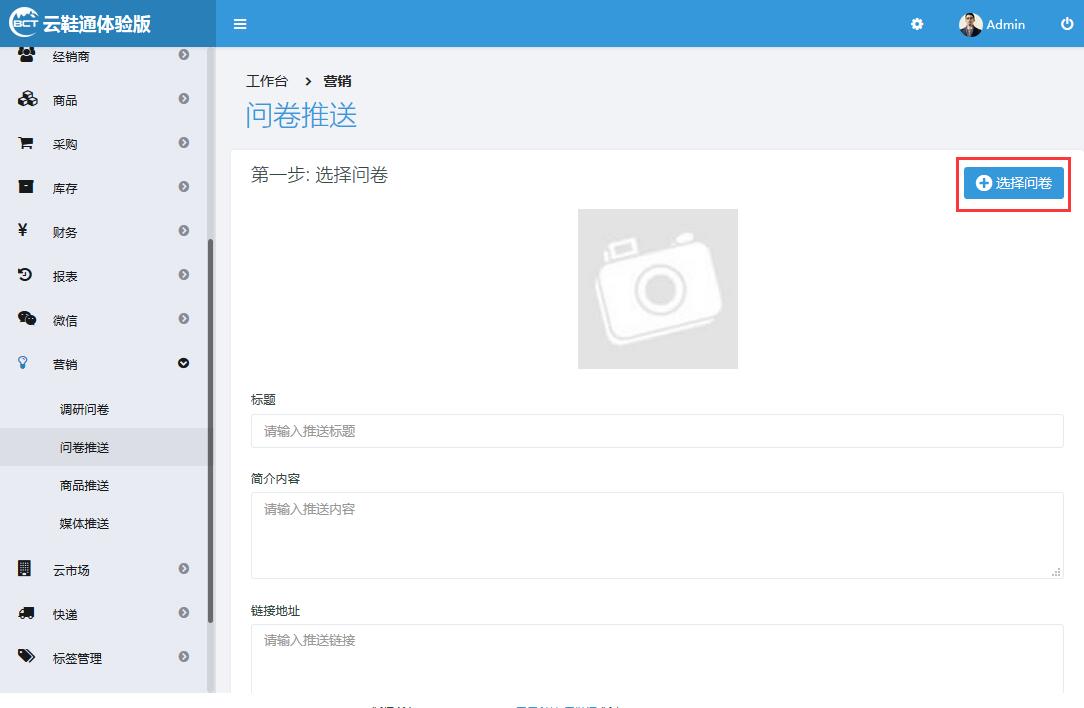 BCT 云鞋通体验版
Admin
经销商
商品
采购
库存
¥ 财务
报表
微信
营销
调研问卷
问卷推送
商品推送
媒体推送
云市场
快递
标签管理
工作台 > 营销
问卷推送
第一步: 选择问卷
选择问卷
标题
请输入推送标题
简介内容
请输入推送内容
链接地址
请输入推送链接